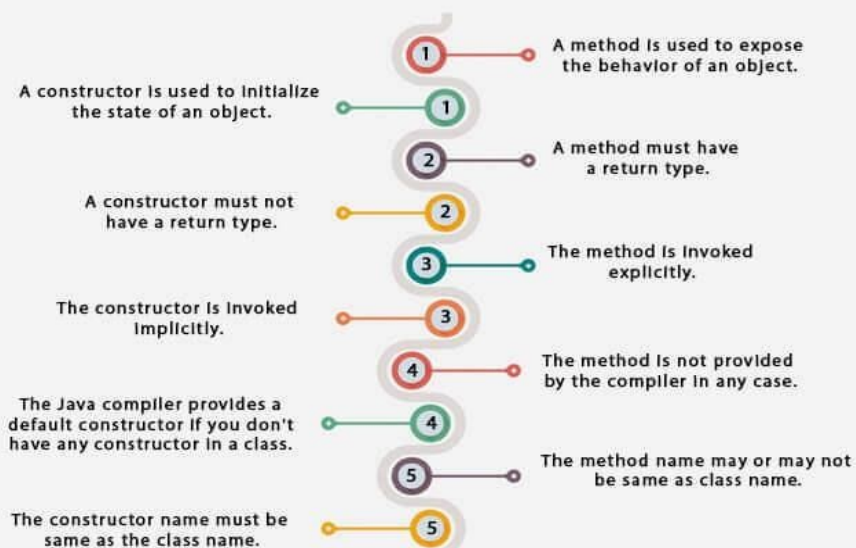 1
A method is used to expose
the behavior of an object.
A constructor is used to initialize
the state of an object.
1
2
A method must have
a return type.
A constructor must not
have a return type.
2
3
The method is invoked
explicitly.
The constructor is invoked
implicitly.
3
4
The method is not provided
by the compiler in any case.
The Java compiler provides a
default constructor if you don't
have any constructor in a class.
4
5
The method name may or may not
be same as class name.
The constructor name must be
same as the class name.
5